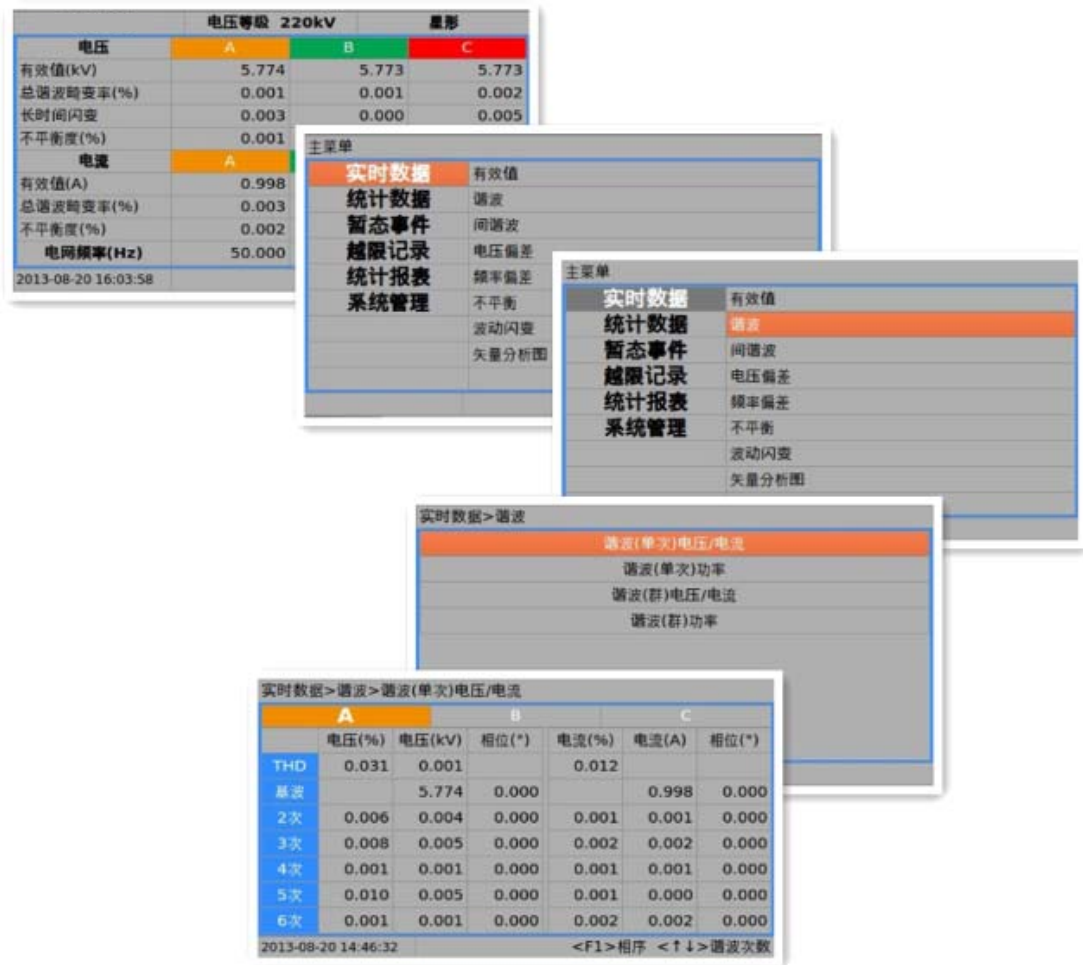 电压等级 220kV 星形
电压 A B C
有效值(kV) 5.774 5.773 5.773
总谐波畸变率(%) 0.001 0.001 0.002
长时间闪变 0.003 0.000 0.005
不平衡度(%) 0.001
电流 A
有效值(A) 0.998
总谐波畸变率(%) 0.003
不平衡度(%) 0.002
电网频率(Hz) 50.000
2013-08-20 16:03:58
主菜单
实时数据 有效值
统计数据 谐波
暂态事件 间谐波
越限记录 电压偏差
统计报表 频率偏差
系统管理 不平衡
波动闪变
矢量分析图
主菜单
实时数据 有效值
统计数据 谐波
暂态事件 间谐波
越限记录 电压偏差
统计报表 频率偏差
系统管理 不平衡
波动闪变
矢量分析图
实时数据>谐波
谐波(单次)电压/电流
谐波(单次)功率
谐波(群)电压/电流
谐波(群)功率
实时数据>谐波>谐波(单次)电压/电流
A B C
电压(%) 电压(kV) 相位(°) 电流(%) 电流(A) 相位(°)
THD 0.031 0.001 0.012
基波 5.774 0.000 0.998 0.000
2次 0.006 0.004 0.000 0.001 0.001 0.000
3次 0.008 0.005 0.000 0.002 0.002 0.000
4次 0.001 0.001 0.000 0.001 0.001 0.000
5次 0.010 0.005 0.000 0.001 0.000 0.000
6次 0.001 0.001 0.000 0.002 0.002 0.000
2013-08-20 14:46:32 <F1>相序 <↑↓>谐波次数